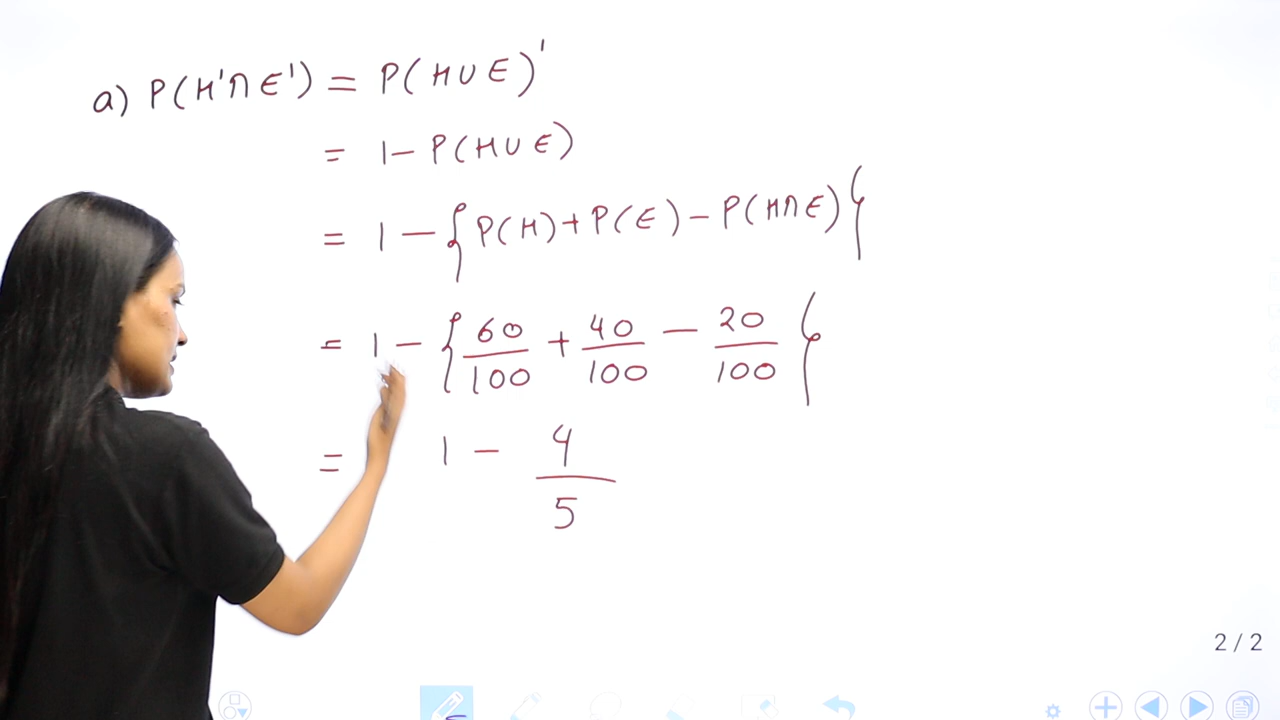 a) P(H'∩E') = P(H∪E)'
= 1 - P(H∪E)
= 1 - { P(H) + P(E) - P(H∩E) }
= 1 - { 60/100 + 40/100 - 20/100 }
= 1 - 4/5
2 / 2